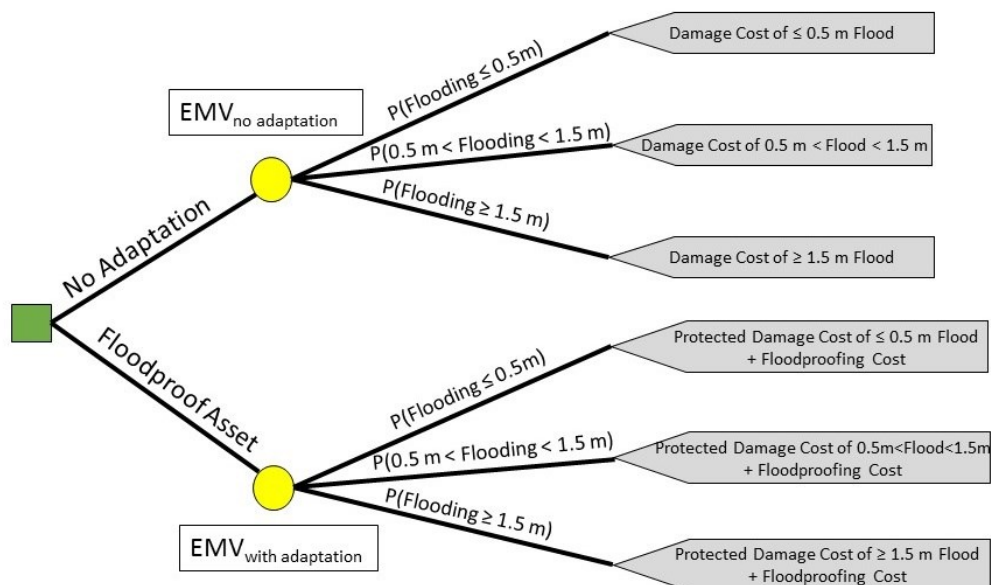 Damage Cost of ≤ 0.5 m Flood
P(Flooding ≤ 0.5m)
EMV no adaptation
P(0.5 m < Flooding < 1.5 m)
Damage Cost of 0.5 m < Flood < 1.5 m
P(Flooding ≥ 1.5 m)
Damage Cost of ≥ 1.5 m Flood
No Adaptation
Floodproof Asset
Protected Damage Cost of ≤ 0.5 m Flood
+ Floodproofing Cost
P(Flooding ≤ 0.5m)
P(0.5 m < Flooding < 1.5 m)
Protected Damage Cost of 0.5m<Flood<1.5m
+ Floodproofing Cost
P(Flooding ≥ 1.5 m)
EMV with adaptation
Protected Damage Cost of ≥ 1.5 m Flood
+ Floodproofing Cost